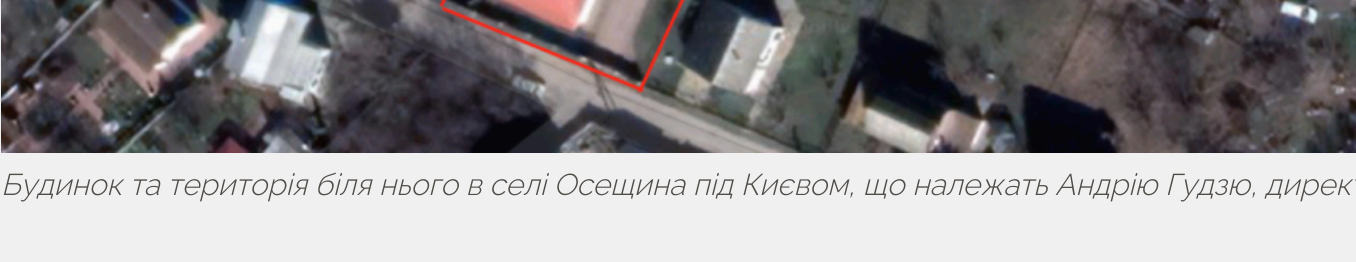 Будинок та територія біля нього в селі Осещина під Києвом, що належать Андрію Гудзю, дирек